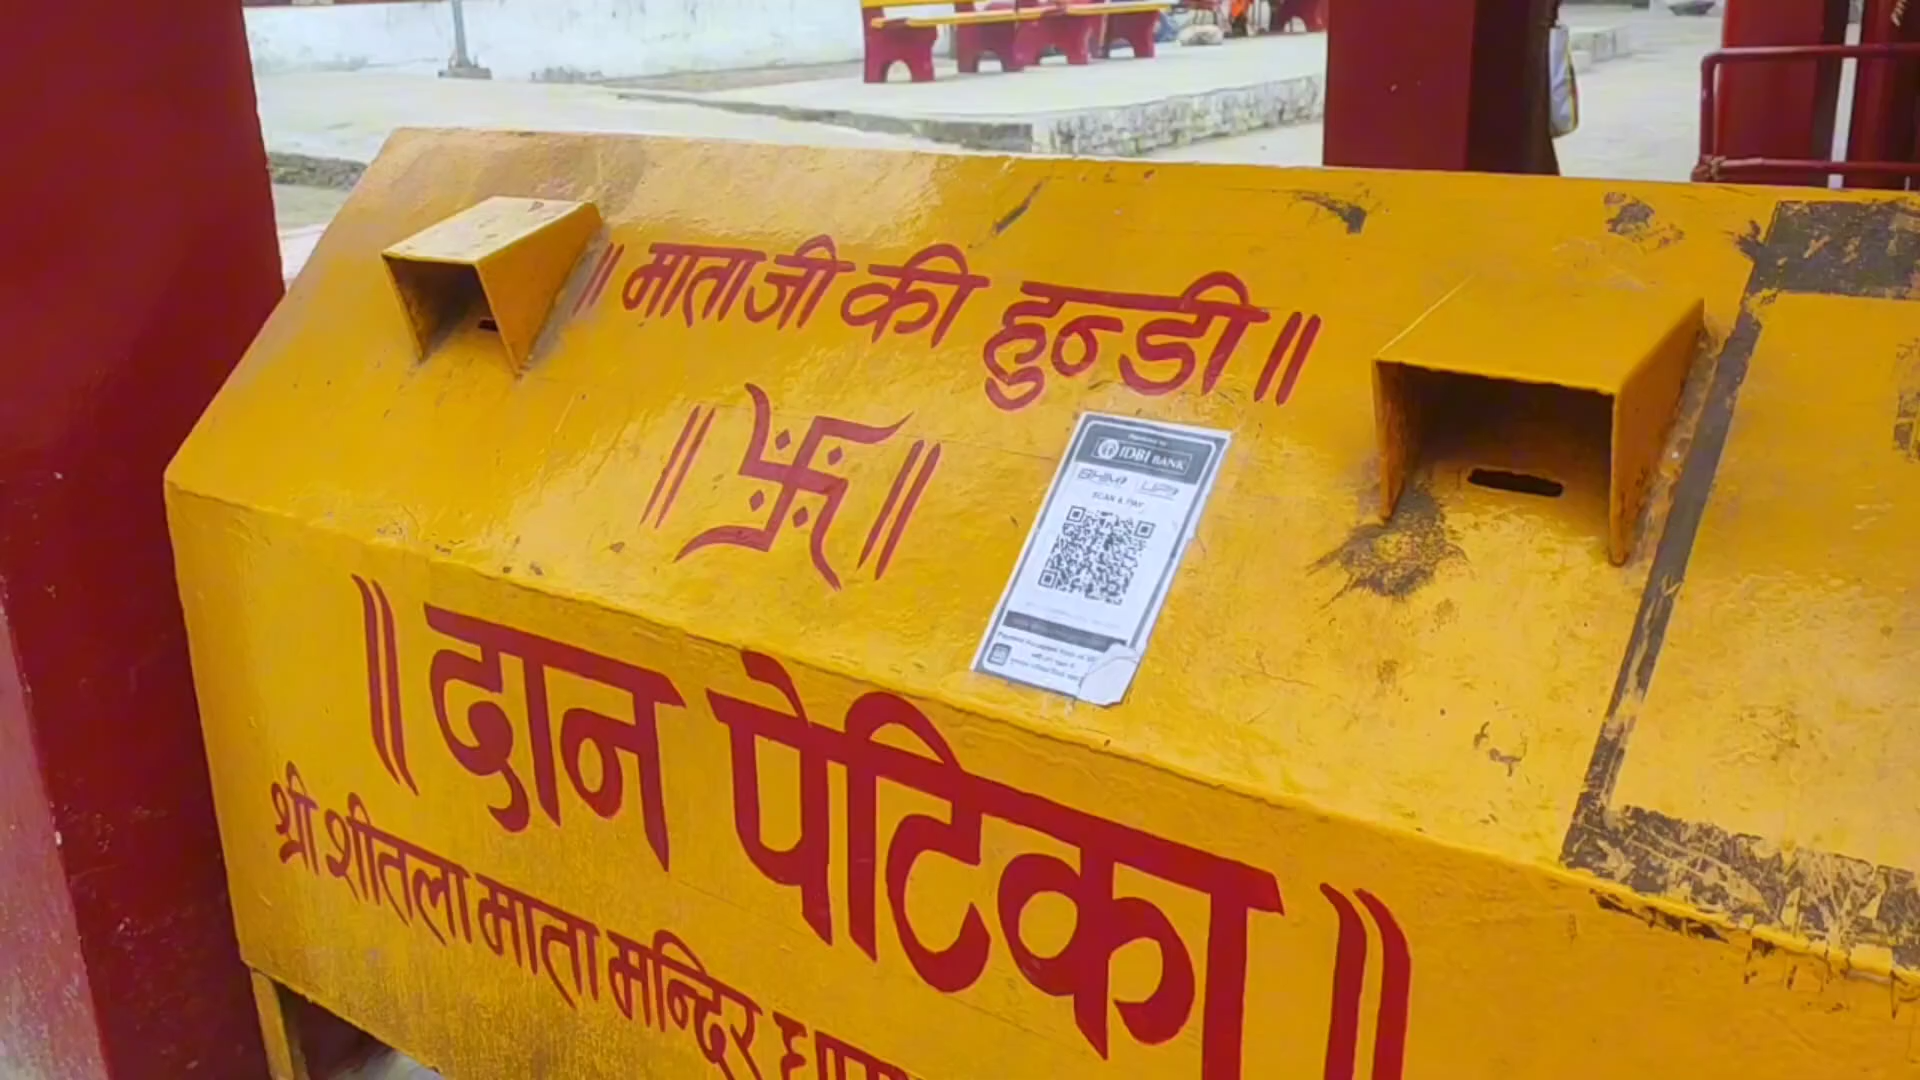 ॥ माताजी की हुन्डी ॥
॥ 卐 ॥
IDBI BANK
BHIM UPI
SCAN & PAY
॥ दान पेटिका ॥
श्री शीतला माता मन्दिर